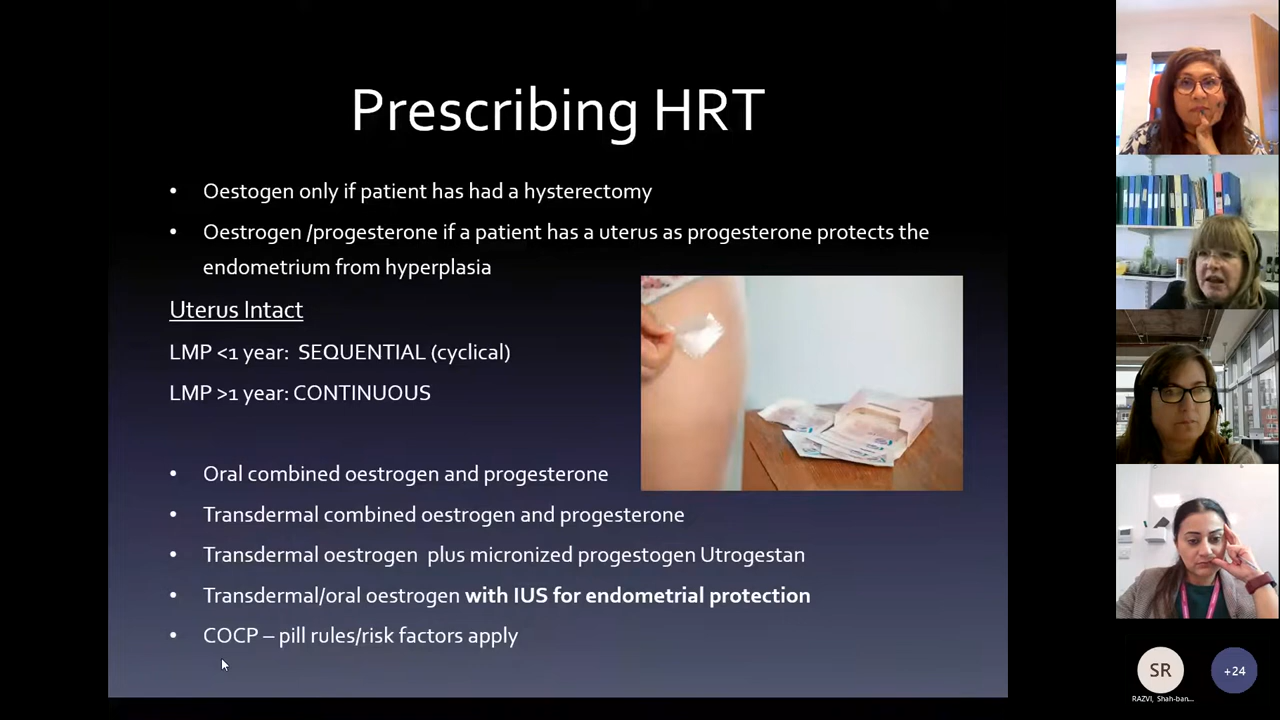 Prescribing HRT
• Oestogen only if patient has had a hysterectomy
• Oestrogen /progesterone if a patient has a uterus as progesterone protects the
endometrium from hyperplasia
Uterus Intact
LMP <1 year: SEQUENTIAL (cyclical)
LMP >1 year: CONTINUOUS
• Oral combined oestrogen and progesterone
• Transdermal combined oestrogen and progesterone
• Transdermal oestrogen plus micronized progestogen Utrogestan
• Transdermal/oral oestrogen with IUS for endometrial protection
• COCP – pill rules/risk factors apply
SR
RAZVI, Shah-ban...
+24